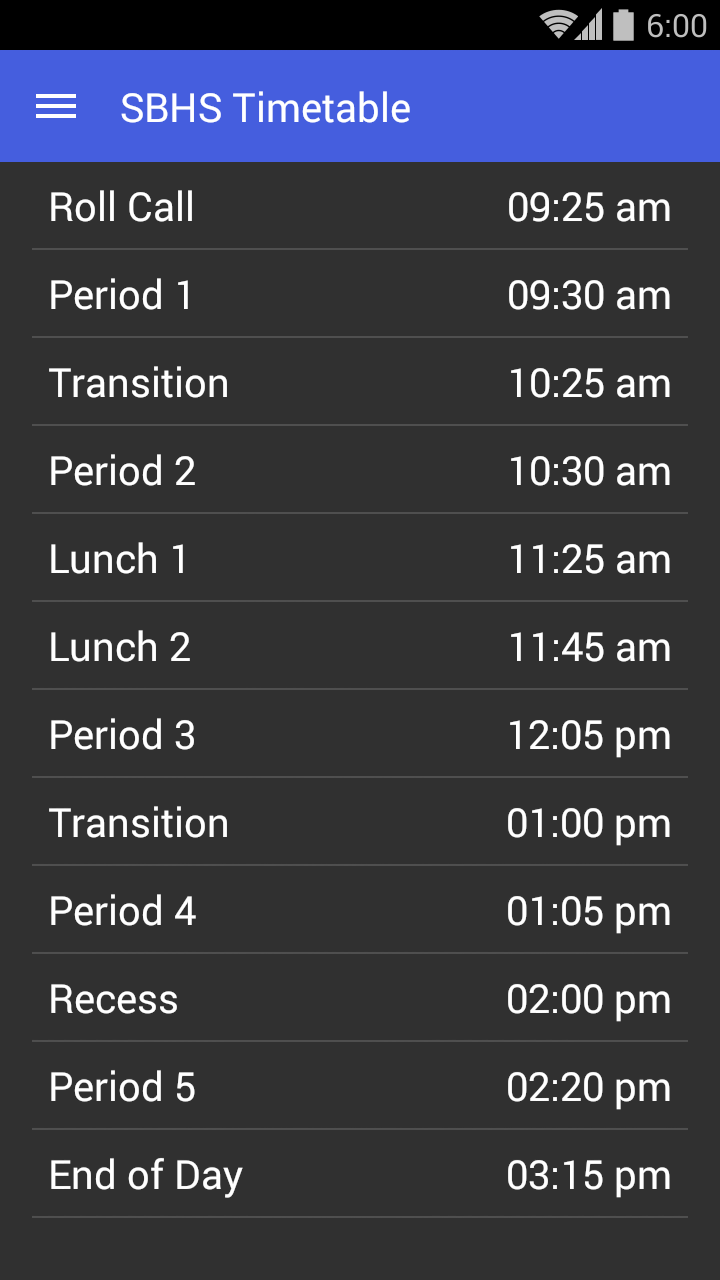 6:00
SBHS Timetable
Roll Call 09:25 am
Period 1 09:30 am
Transition 10:25 am
Period 2 10:30 am
Lunch 1 11:25 am
Lunch 2 11:45 am
Period 3 12:05 pm
Transition 01:00 pm
Period 4 01:05 pm
Recess 02:00 pm
Period 5 02:20 pm
End of Day 03:15 pm